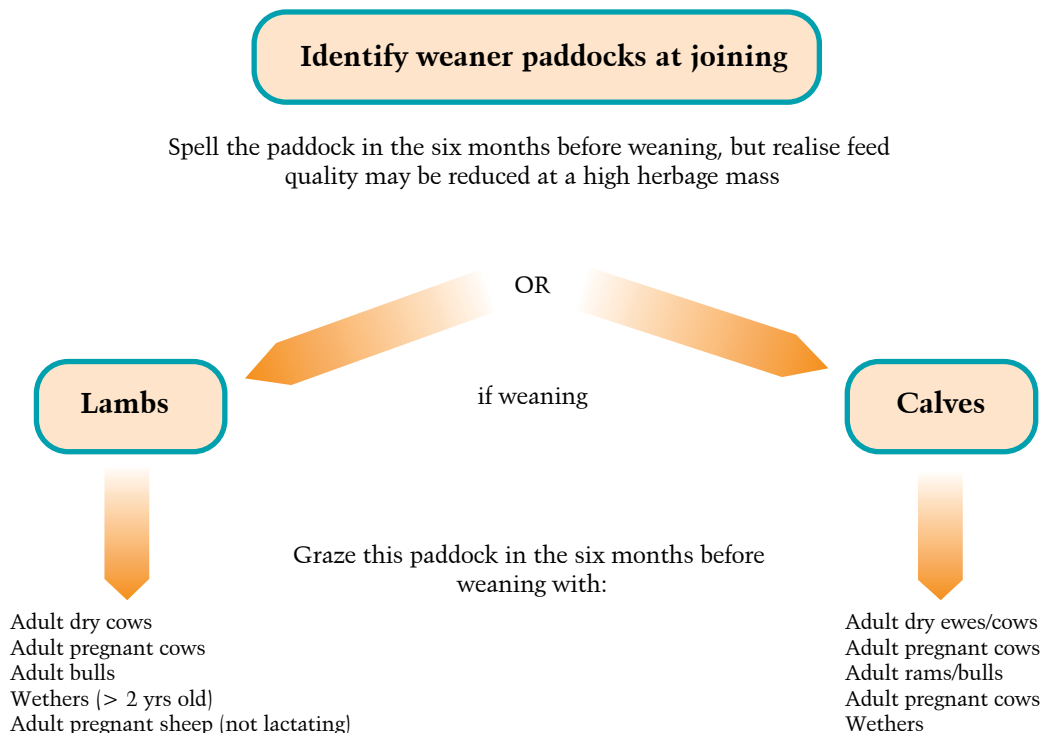 Identify weaner paddocks at joining
Spell the paddock in the six months before weaning, but realise feed
quality may be reduced at a high herbage mass
OR
Lambs
if weaning
Calves
Graze this paddock in the six months before
weaning with:
Adult dry cows
Adult pregnant cows
Adult bulls
Wethers (> 2 yrs old)
Adult pregnant sheep (not lactating)
Adult dry ewes/cows
Adult pregnant cows
Adult rams/bulls
Adult pregnant cows
Wethers